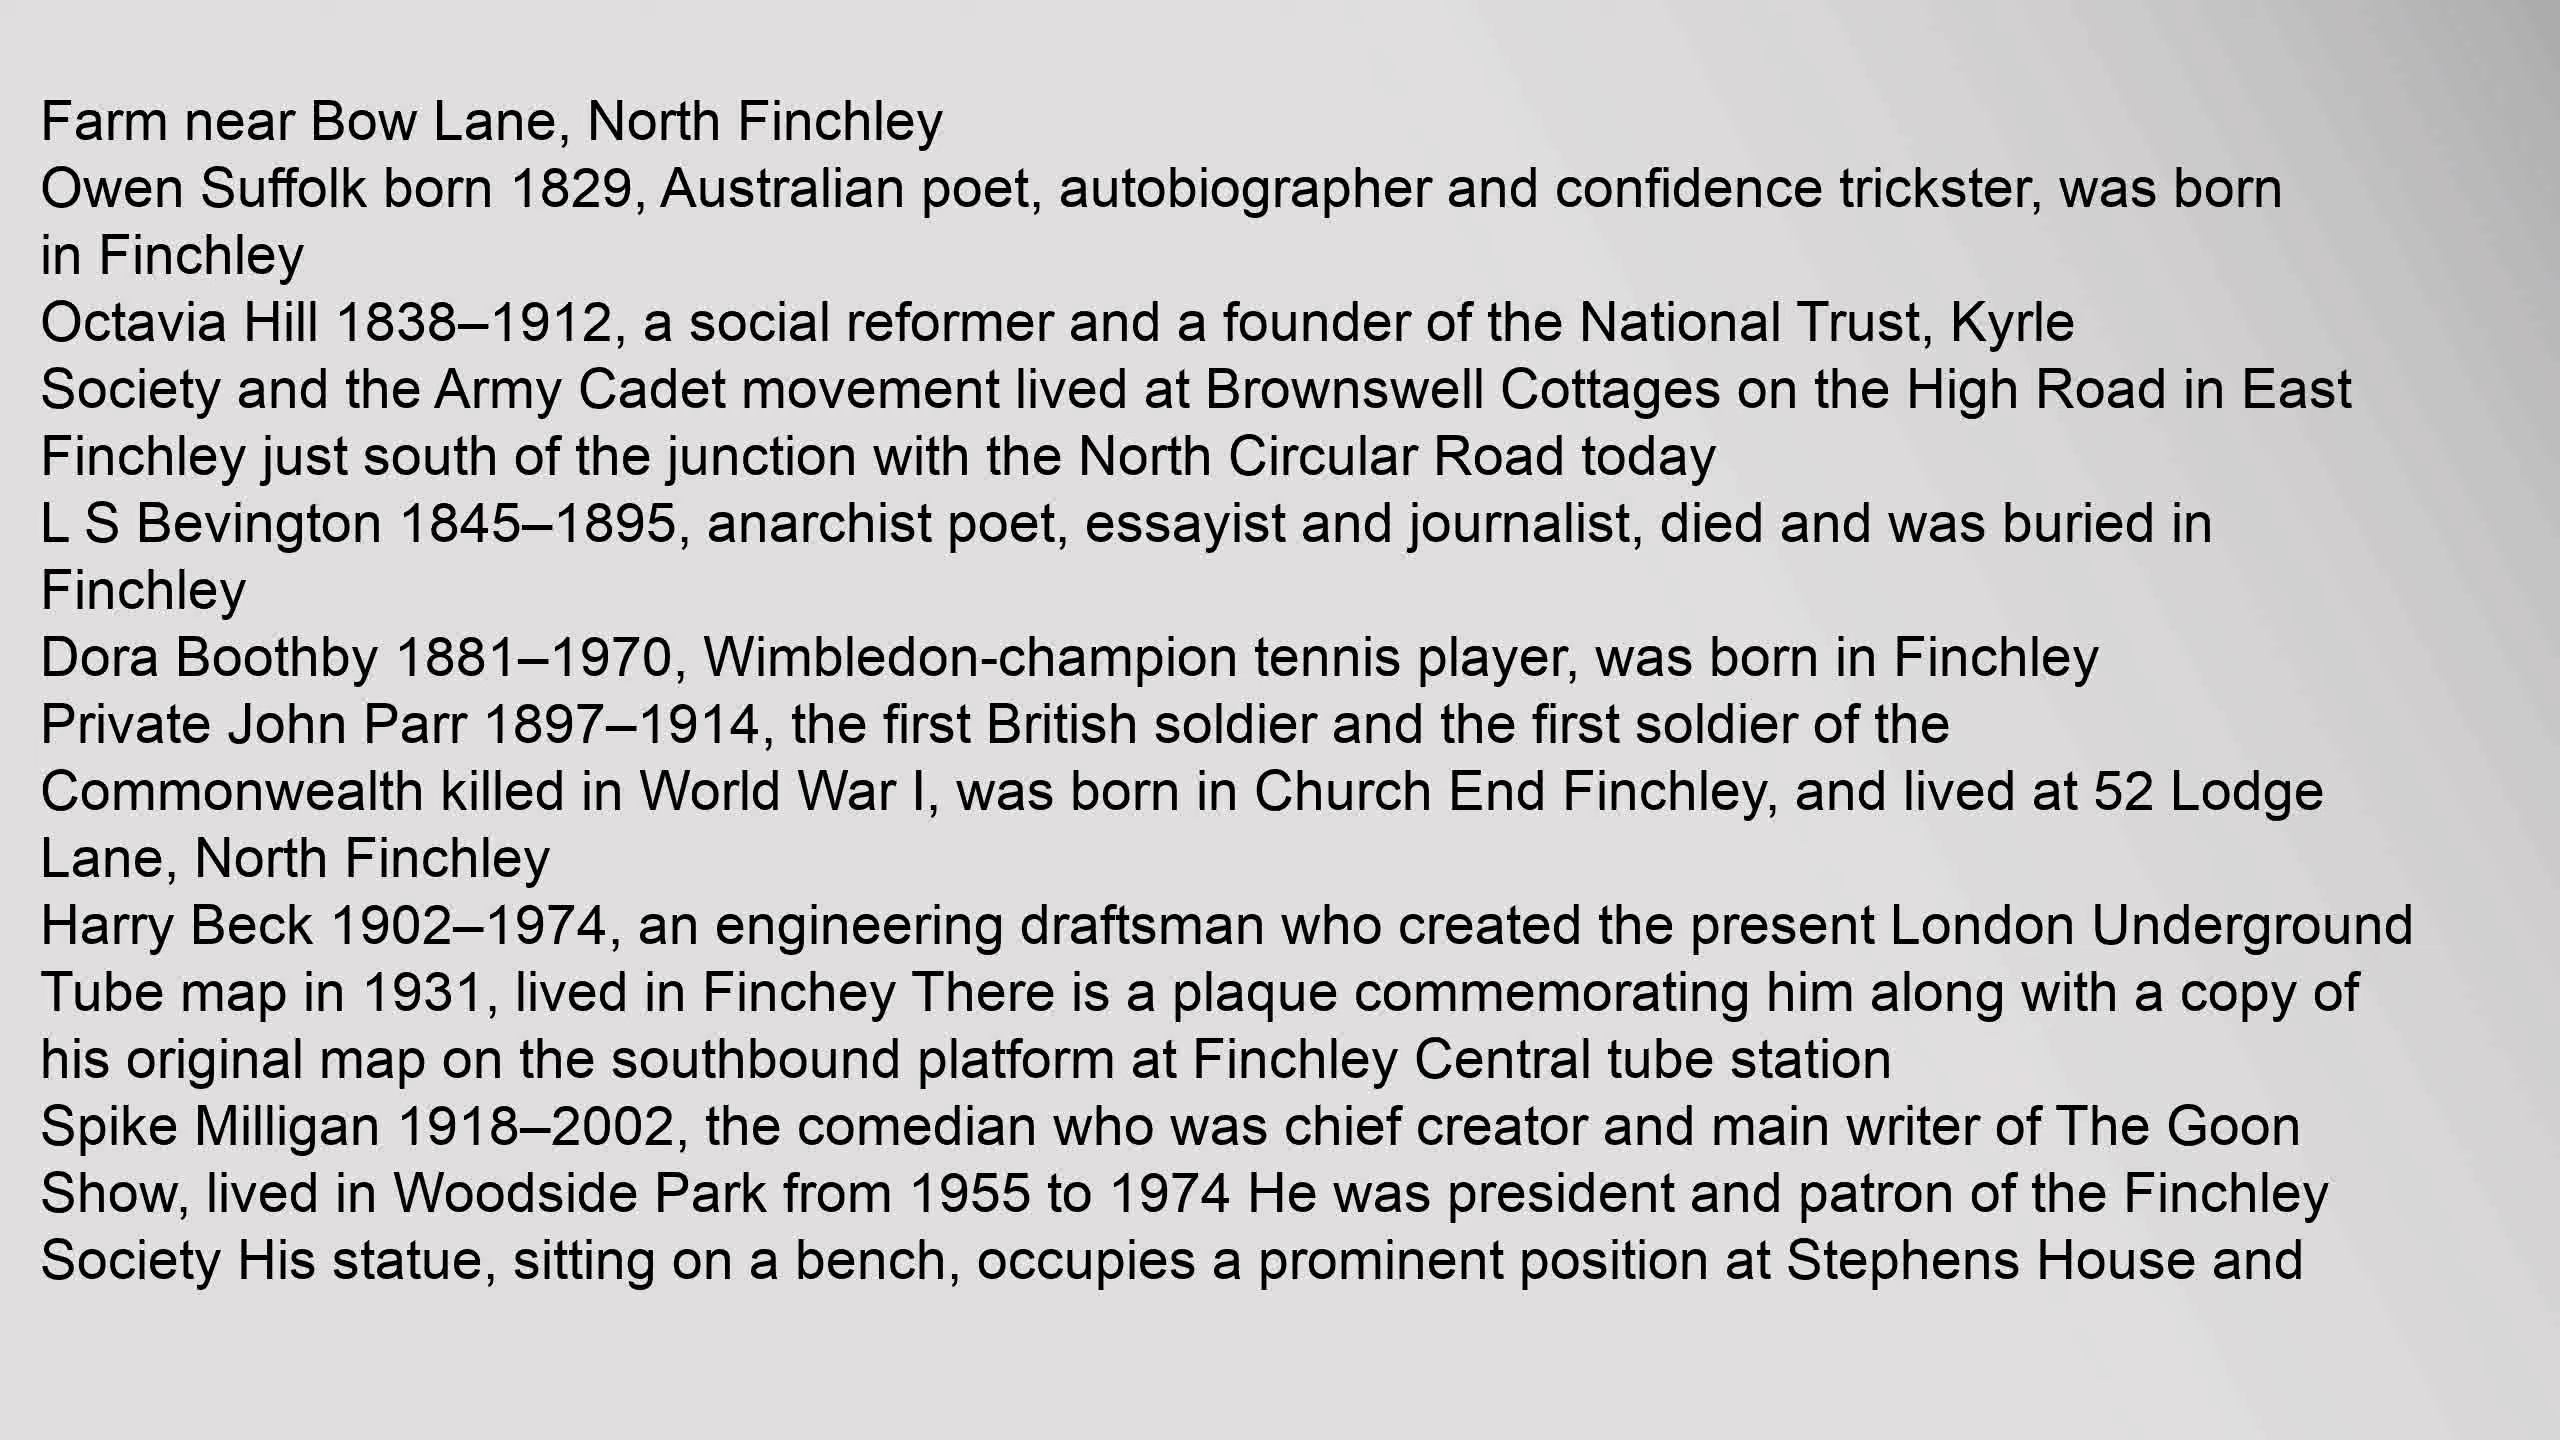 Farm near Bow Lane, North Finchley
Owen Suffolk born 1829, Australian poet, autobiographer and confidence trickster, was born
in Finchley
Octavia Hill 1838–1912, a social reformer and a founder of the National Trust, Kyrle
Society and the Army Cadet movement lived at Brownswell Cottages on the High Road in East
Finchley just south of the junction with the North Circular Road today
L S Bevington 1845–1895, anarchist poet, essayist and journalist, died and was buried in
Finchley
Dora Boothby 1881–1970, Wimbledon-champion tennis player, was born in Finchley
Private John Parr 1897–1914, the first British soldier and the first soldier of the
Commonwealth killed in World War I, was born in Church End Finchley, and lived at 52 Lodge
Lane, North Finchley
Harry Beck 1902–1974, an engineering draftsman who created the present London Underground
Tube map in 1931, lived in Finchey There is a plaque commemorating him along with a copy of
his original map on the southbound platform at Finchley Central tube station
Spike Milligan 1918–2002, the comedian who was chief creator and main writer of The Goon
Show, lived in Woodside Park from 1955 to 1974 He was president and patron of the Finchley
Society His statue, sitting on a bench, occupies a prominent position at Stephens House and